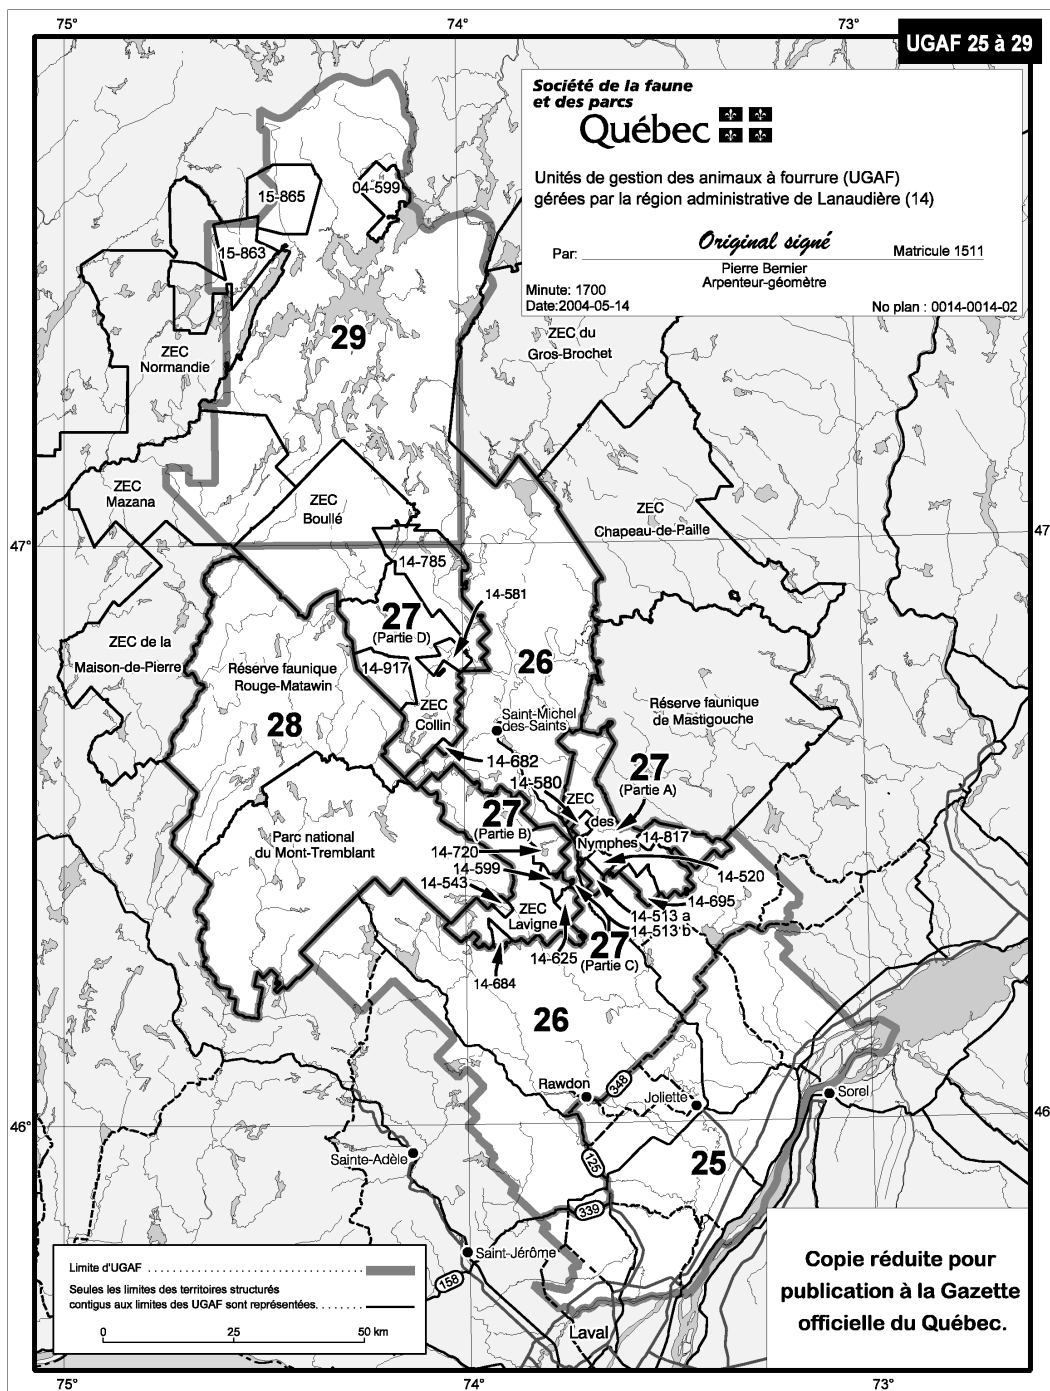 75°
74°
73°
UGAF 25 à 29
Société de la faune
et des parcs
Québec
Unités de gestion des animaux à fourrure (UGAF)
gérées par la région administrative de Lanaudière (14)
Original signé
Par:
Matricule 1511
Pierre Bernier
Arpenteur-géomètre
Minute: 1700
Date:2004-05-14
No plan : 0014-0014-02
15-865
04-599
15-863
29
ZEC
Normandie
ZEC du
Gros-Brochet
ZEC
Mazana
ZEC
Boullé
ZEC
Chapeau-de-Paille
47°
47°
14-785
14-581
27
(Partie D)
ZEC de la
Maison-de-Pierre
14-917
26
Réserve faunique
Rouge-Matawin
28
ZEC
Collin
Saint-Michel
des-Saints
Réserve faunique
de Mastigouche
14-682
14-580
27
(Partie A)
ZEC
des
Nymphes
27
(Partie B)
14-817
Parc national
du Mont-Tremblant
14-720
14-599
14-543
14-520
14-695
ZEC
Lavigne
14-513 a
14-513 b
14-625
27
(Partie C)
14-684
26
Rawdon
348
Joliette
Sorel
46°
46°
Sainte-Adèle
125
25
339
Saint-Jérôme
158
Laval
Limite d'UGAF
Seules les limites des territoires structurés
contigus aux limites des UGAF sont représentées.
0
25
50 km
Copie réduite pour
publication à la Gazette
officielle du Québec.
75°
74°
73°